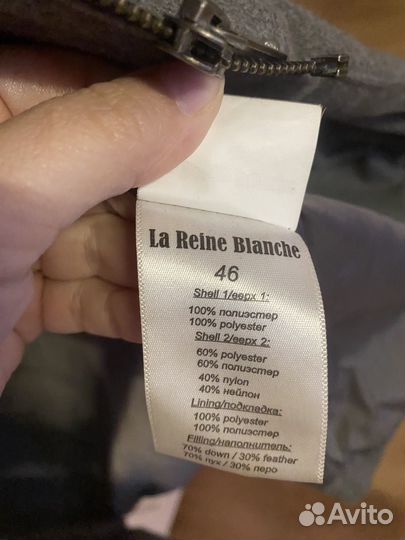 La Reine Blanche
46
Shell 1/верх 1:
100% полиэстер
100% polyester
Shell 2/верх 2:
60% polyester
60% полиэстер
40% nylon
40% нейлон
Lining/подкладка:
100% polyester
100% полиэстер
Filling/наполнитель:
70% down / 30% feather
70% пух / 30% перо
Avito